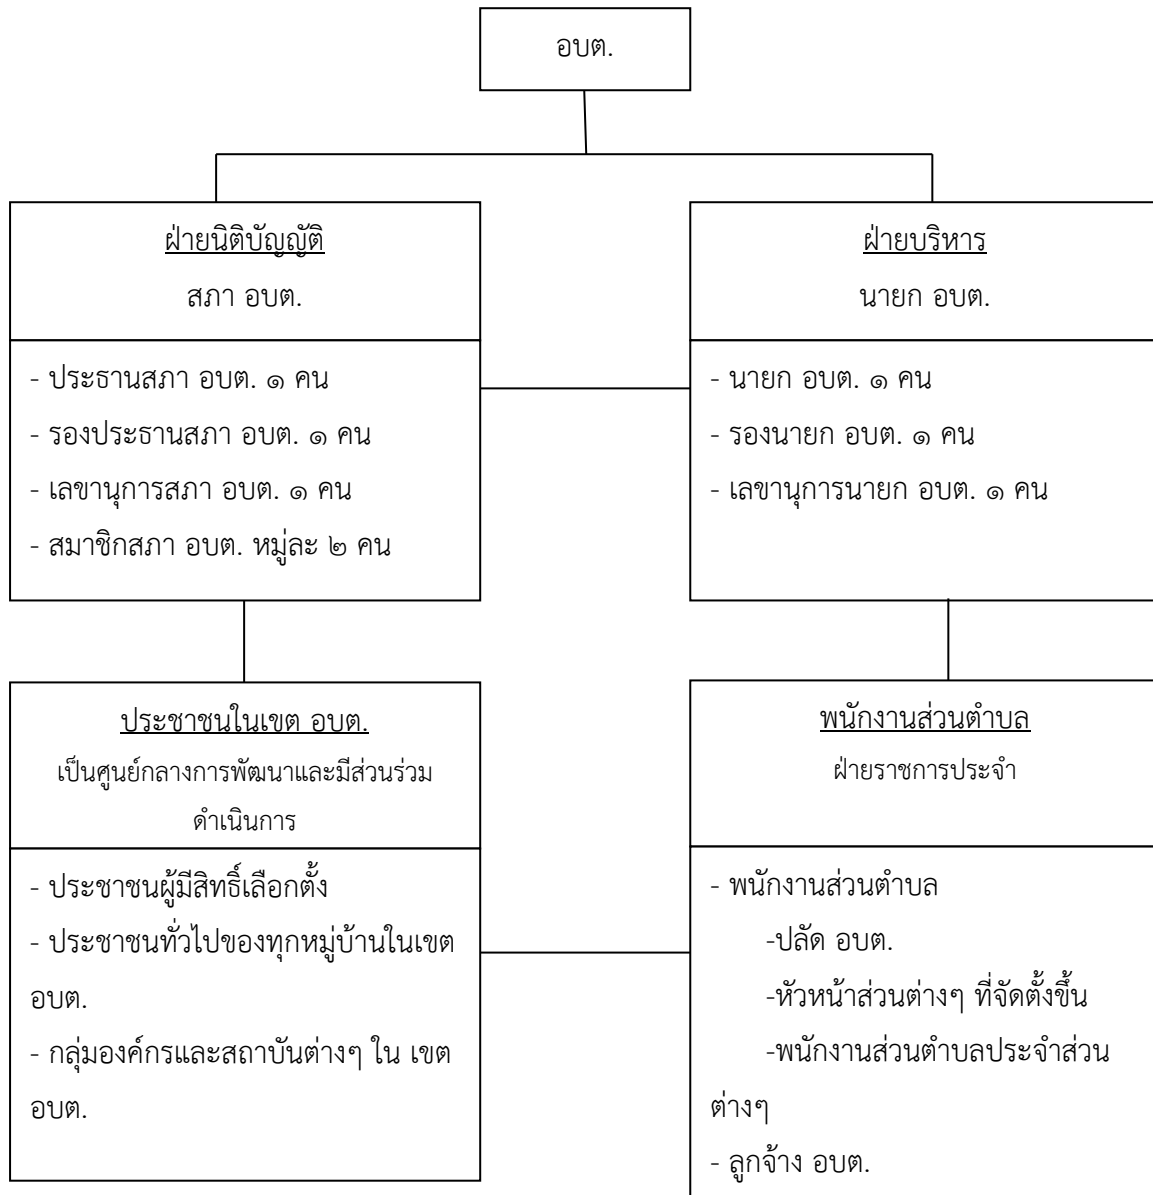 อบต.
ฝ่ายนิติบัญญัติ
สภา อบต.
- ประธานสภา อบต. ๑ คน
- รองประธานสภา อบต. ๑ คน
- เลขานุการสภา อบต. ๑ คน
- สมาชิกสภา อบต. หมู่ละ ๒ คน
ฝ่ายบริหาร
นายก อบต.
- นายก อบต. ๑ คน
- รองนายก อบต. ๑ คน
- เลขานุการนายก อบต. ๑ คน
ประชาชนในเขต อบต.
เป็นศูนย์กลางการพัฒนาและมีส่วนร่วม
ดำเนินการ
- ประชาชนผู้มีสิทธิ์เลือกตั้ง
- ประชาชนทั่วไปของทุกหมู่บ้านในเขต
อบต.
- กลุ่มองค์กรและสถาบันต่างๆ ใน เขต
อบต.
พนักงานส่วนตำบล
ฝ่ายราชการประจำ
- พนักงานส่วนตำบล
-ปลัด อบต.
-หัวหน้าส่วนต่างๆ ที่จัดตั้งขึ้น
-พนักงานส่วนตำบลประจำส่วน
ต่างๆ
- ลูกจ้าง อบต.